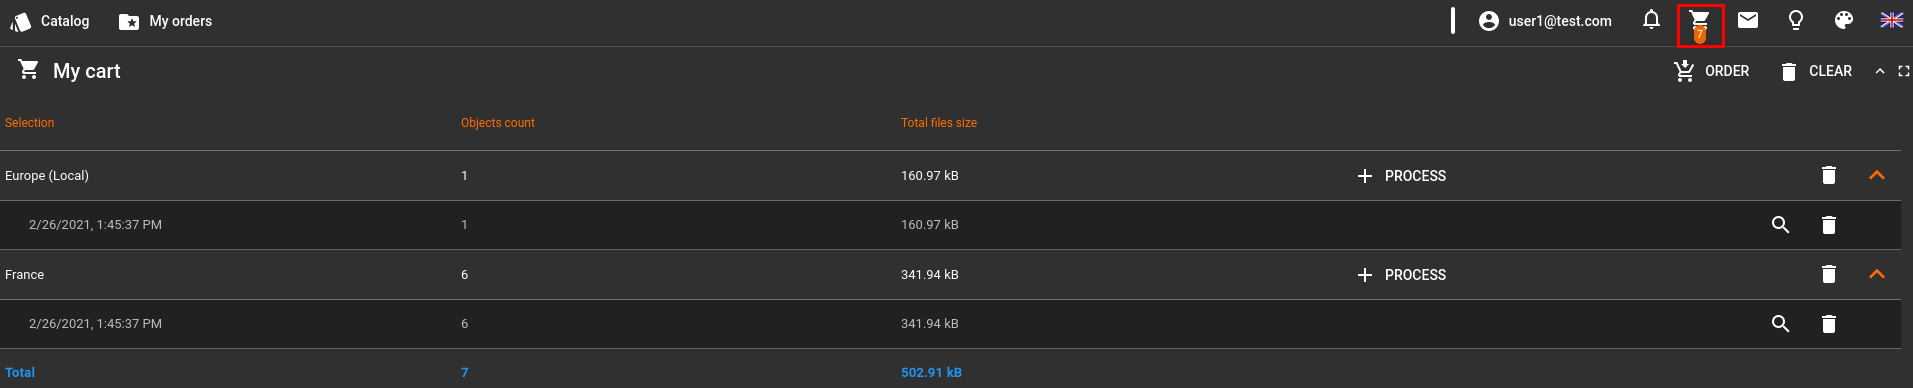 Catalog My orders user1@test.com 7
My cart ORDER CLEAR
Selection Objects count Total files size
Europe (Local) 1 160.97 kB PROCESS
2/26/2021, 1:45:37 PM 1 160.97 kB
France 6 341.94 kB PROCESS
2/26/2021, 1:45:37 PM 6 341.94 kB
Total 7 502.91 kB